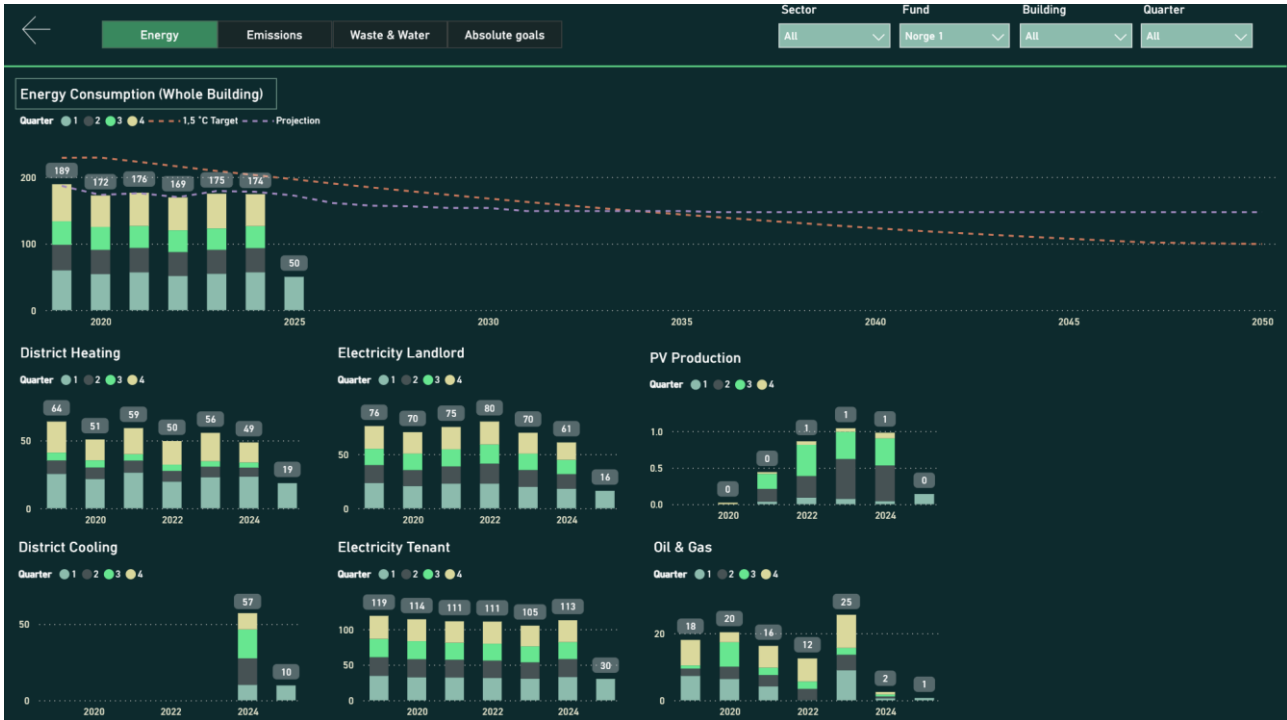 Sector Fund Building Quarter
Energy Emissions Waste & Water Absolute goals All Norge 1 All All
Energy Consumption (Whole Building)
Quarter 1 2 3 4 1,5 °C Target Projection
200
189 172 176 169 175 174
100
50
0
2020 2025 2030 2035 2040 2045 2050
District Heating
Quarter 1 2 3 4
64 51 59 50 56 49
50
19
0
2020 2022 2024
Electricity Landlord
Quarter 1 2 3 4
76 70 75 80 70 61
50
16
0
2020 2022 2024
PV Production
Quarter 1 2 3 4
1 1 1
1.0
0
0.5
0 0
0.0
2020 2022 2024
District Cooling
Quarter 1 2 3 4
57
50
10
0
2020 2022 2024
Electricity Tenant
Quarter 1 2 3 4
119 114 111 111 105 113
100
50
30
0
2020 2022 2024
Oil & Gas
Quarter 1 2 3 4
25
18 20 16 12
20
2 1
0
2020 2022 2024